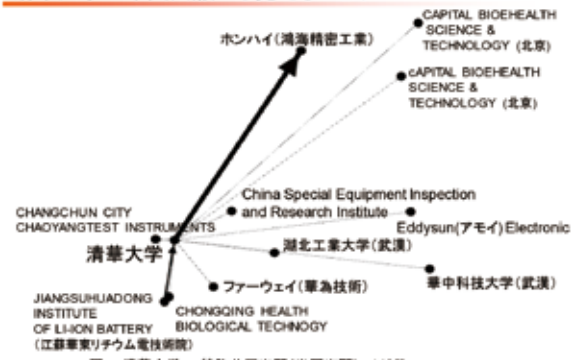 CAPITAL BIOEHEALTH
SCIENCE &
TECHNOLOGY (北京)
ホンハイ(鴻海精密工業)
cAPITAL BIOEHEALTH
SCIENCE &
TECHNOLOGY (北京)
China Special Equipment Inspection
and Research Institute
CHANGCHUN CITY
CHAOYANGTEST INSTRUMENTS
Eddysun(アモイ)Electronic
清華大学
湖北工業大学(武漢)
ファーウェイ(華為技術)
華中科技大学(武漢)
JIANGSUHUADONG
INSTITUTE
OF LI-ION BATTERY
(江蘇華東リチウム電技術院)
CHONGQING HEALTH
BIOLOGICAL TECHNOGY